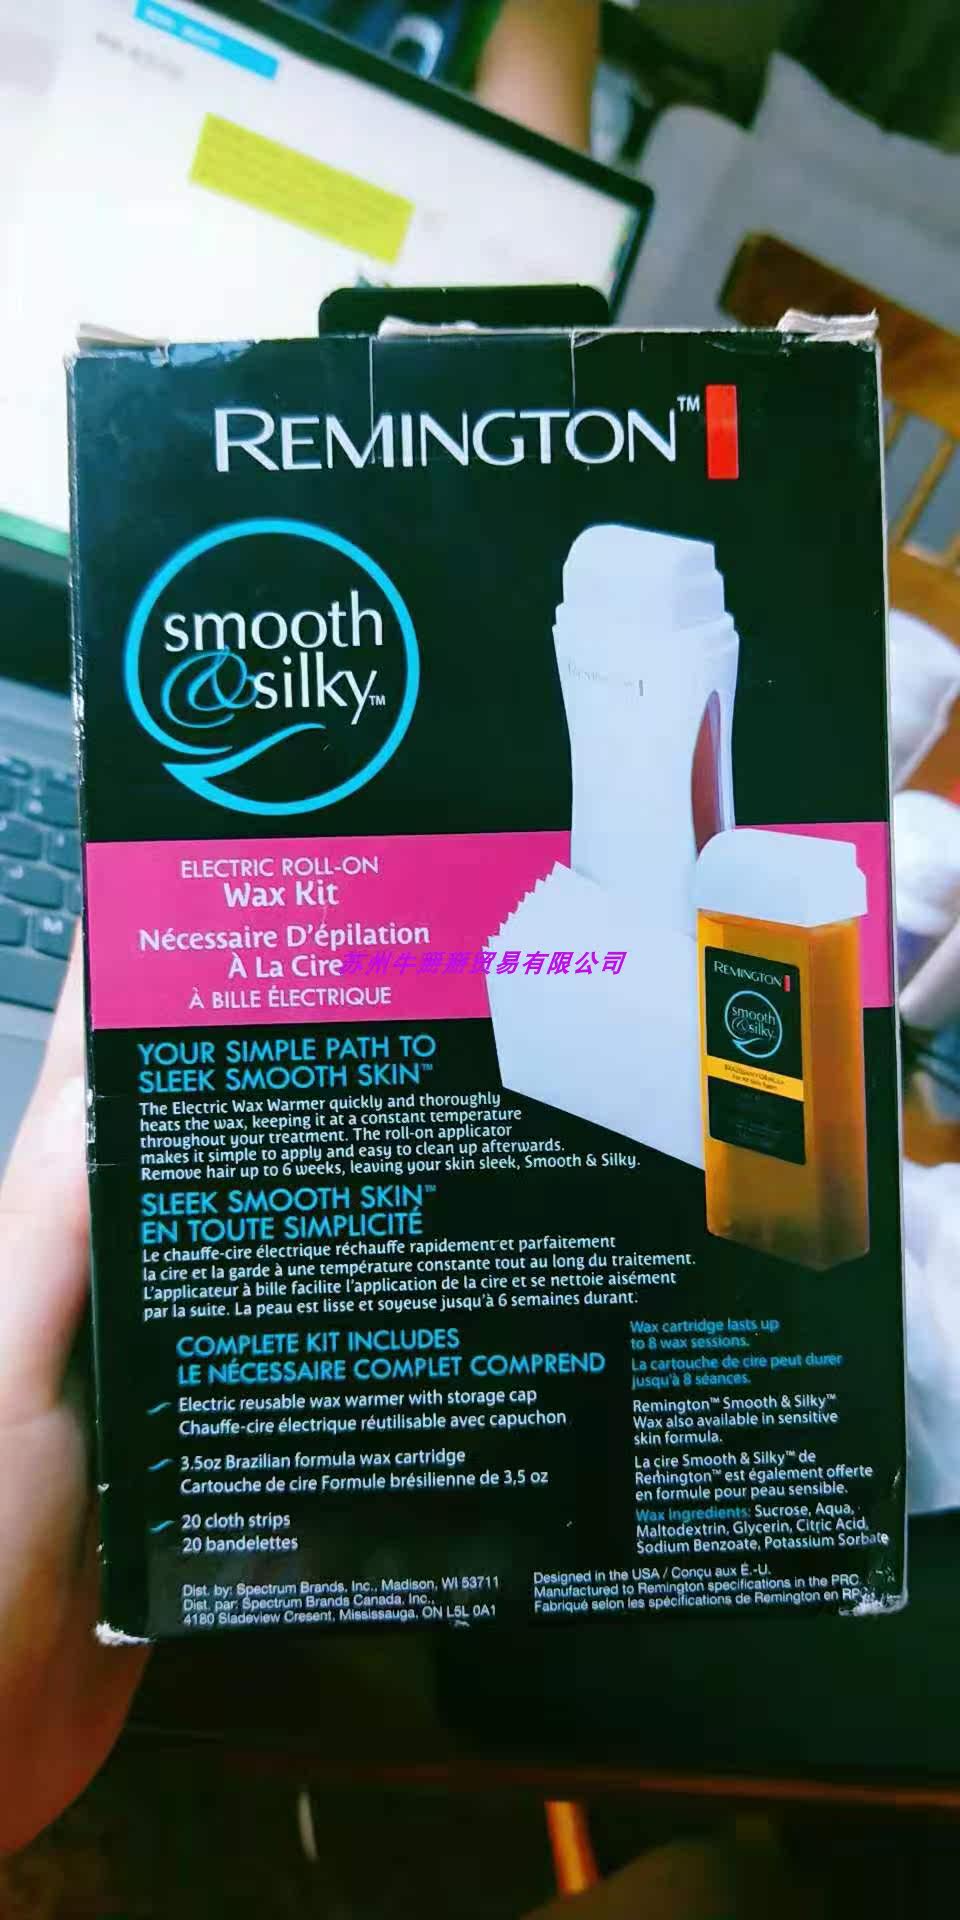 REMINGTON™
smooth
& silky™
ELECTRIC ROLL-ON
Wax Kit
Nécessaire D'épilation
À La Cire
À BILLE ÉLECTRIQUE
苏州牛 贸易有限公司
REMINGTON
smooth
& silky
YOUR SIMPLE PATH TO
SLEEK SMOOTH SKIN™
The Electric Wax Warmer quickly and thoroughly
heats the wax, keeping it at a constant temperature
throughout your treatment. The roll-on applicator
makes it simple to apply and easy to clean up afterwards.
Remove hair up to 6 weeks, leaving your skin sleek, Smooth & Silky.
SLEEK SMOOTH SKIN™
EN TOUTE SIMPLICITÉ
Le chauffe-cire électrique réchauffe rapidement et parfaitement
la cire et la garde à une température constante tout au long du traitement.
L'applicateur à bille facilite l'application de la cire et se nettoie aisément
par la suite. La peau est lisse et soyeuse jusqu'à 6 semaines durant.
COMPLETE KIT INCLUDES
LE NÉCESSAIRE COMPLET COMPREND
Electric reusable wax warmer with storage cap
Chauffe-cire électrique réutilisable avec capuchon
3.5oz Brazilian formula wax cartridge
Cartouche de cire Formule brésilienne de 3,5 oz
20 cloth strips
20 bandelettes
Wax cartridge lasts up
to 8 wax sessions.
La cartouche de cire peut durer
jusqu'à 8 séances.
Remington™ Smooth & Silky™
Wax also available in sensitive
skin formula.
La cire Smooth & Silky™ de
Remington™ est également offerte
en formule pour peau sensible.
Wax Ingredients: Sucrose, Aqua,
Maltodextrin, Glycerin, Citric Acid,
Sodium Benzoate, Potassium Sorbate
Dist. by: Spectrum Brands, Inc., Madison, WI 53711
Dist. par: Spectrum Brands Canada, Inc.,
4180 Sladeview Cresent, Mississauga, ON L5L 0A1
Designed in the USA / Conçu aux É.-U.
Manufactured to Remington specifications in the PRC
Fabriqué selon les spécifications de Remington en RPC